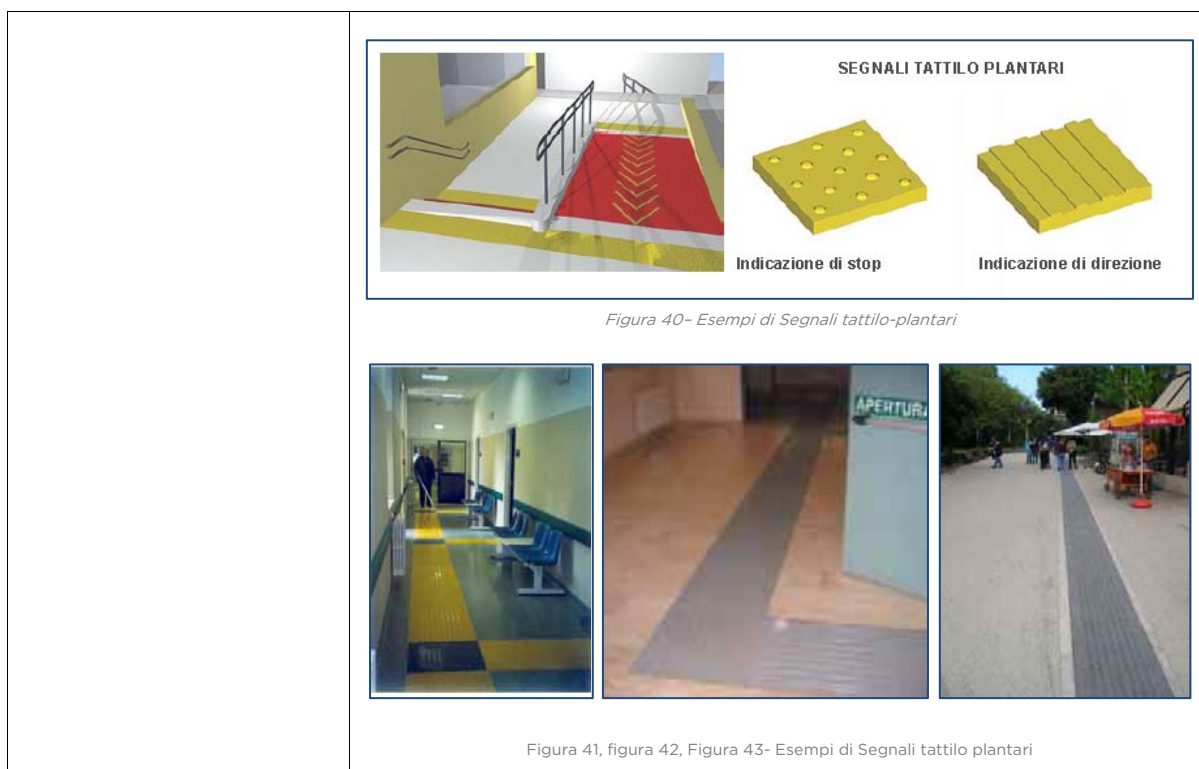 SEGNALI TATTILO PLANTARI
Indicazione di stop
Indicazione di direzione
Figura 40– Esempi di Segnali tattilo-plantari
APERTURA
Figura 41, figura 42, Figura 43- Esempi di Segnali tattilo plantari